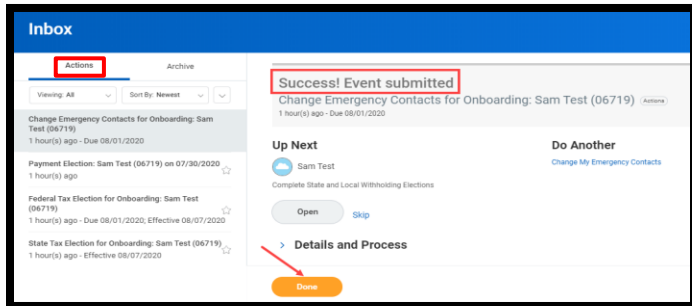 Inbox
Actions
Archive
Viewing: All
Sort By: Newest
Change Emergency Contacts for Onboarding: Sam
Test (06719)
1 hour(s) ago - Due 08/01/2020
Payment Election: Sam Test (06719) on 07/30/2020
1 hour(s) ago
Federal Tax Election for Onboarding: Sam Test
(06719)
1 hour(s) ago - Due 08/01/2020; Effective 08/07/2020
State Tax Election for Onboarding: Sam Test (06719)
1 hour(s) ago - Effective 08/07/2020
Success! Event submitted
Change Emergency Contacts for Onboarding: Sam Test (06719) Actions
1 hour(s) ago - Due 08/01/2020
Up Next
Sam Test
Complete State and Local Withholding Elections
Open
Skip
Details and Process
Done
Do Another
Change My Emergency Contacts